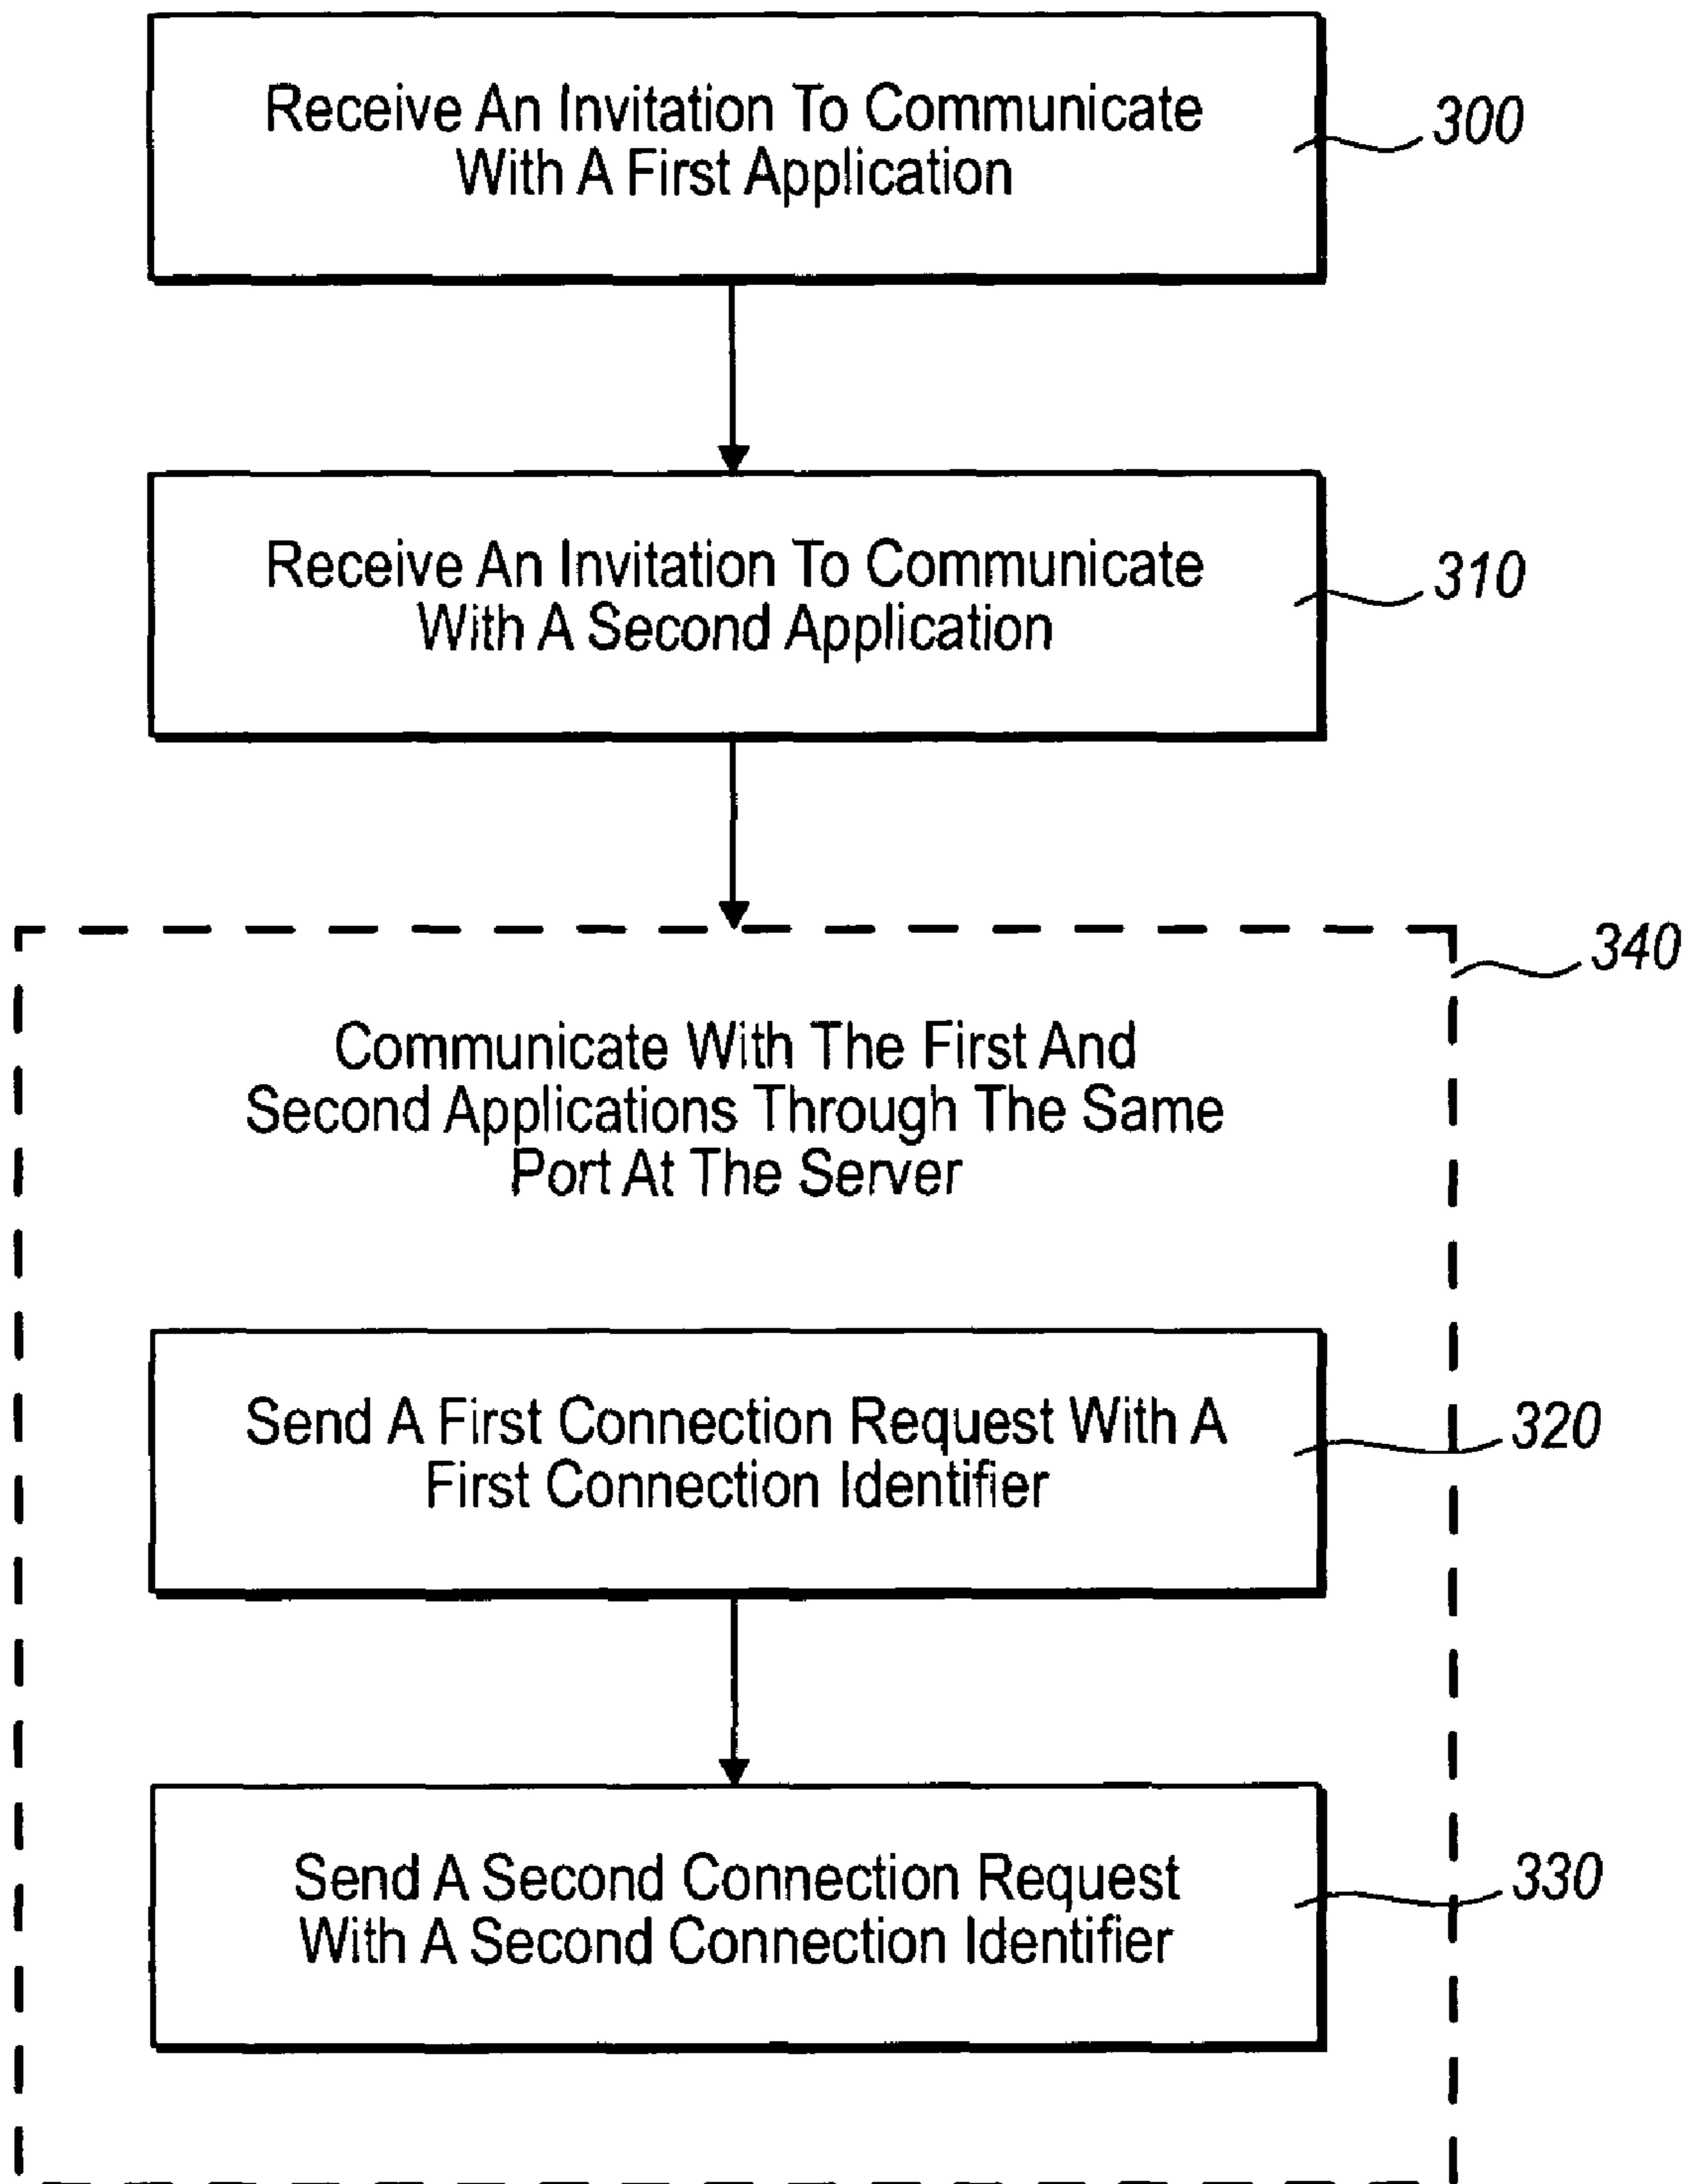 Receive An Invitation To Communicate
With A First Application
300
Receive An Invitation To Communicate
With A Second Application
310
340
Communicate With The First And
Second Applications Through The Same
Port At The Server
Send A First Connection Request With A
First Connection Identifier
320
Send A Second Connection Request
With A Second Connection Identifier
330